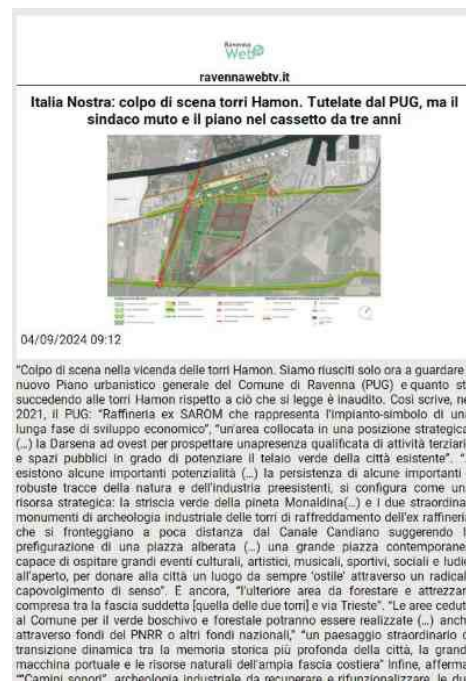 Ravenna
Web
ravennawebtv.it
Italia Nostra: colpo di scena torri Hamon. Tutelate dal PUG, ma il
sindaco muto e il piano nel cassetto da tre anni
04/09/2024 09:12
"Colpo di scena nella vicenda delle torri Hamon. Siamo riusciti solo ora a guardare
nuovo Piano urbanistico generale del Comune di Ravenna (PUG) e quanto st
succedendo alle torri Hamon rispetto a ciò che si legge è inaudito. Così scrive, ne
2021, il PUG: "Raffineria ex SAROM che rappresenta l'impianto-simbolo di un
lunga fase di sviluppo economico", "un'area collocata in una posizione strategica
(...) la Darsena ad ovest per prospettare unapresenza qualificata di attività terziari
e spazi pubblici in grado di potenziare il telaio verde della città esistente". "..
esistono alcune importanti potenzialità (...) la persistenza di alcune importanti
robuste tracce della natura e dell'industria preesistenti, si configura come un
risorsa strategica: la striscia verde della pineta Monaldina(...) e i due straordinar
monumenti di archeologia industriale delle torri di raffreddamento dell'ex raffineri
che si fronteggiano a poca distanza dal Canale Candiano suggerendo l
prefigurazione di una piazza alberata (...) una grande piazza contemporane
capace di ospitare grandi eventi culturali, artistici, musicali, sportivi, sociali e ludic
all'aperto, per donare alla città un luogo da sempre 'ostile' attraverso un radical
capovolgimento di senso". E ancora, "l'ulteriore area da forestare e attrezzar
compresa tra la fascia suddetta [quella delle due torri] e via Trieste". "Le aree cedut
al Comune per il verde boschivo e forestale potranno essere realizzate (...) anch
attraverso fondi del PNRR o altri fondi nazionali," "un paesaggio straordinario d
transizione dinamica tra la memoria storica più profonda della città, la grand
macchina portuale e le risorse naturali dell'ampia fascia costiera" Infine, afferma
""Camini sonori", archeologia industriale da recuperare e rifunzionalizzare, le du